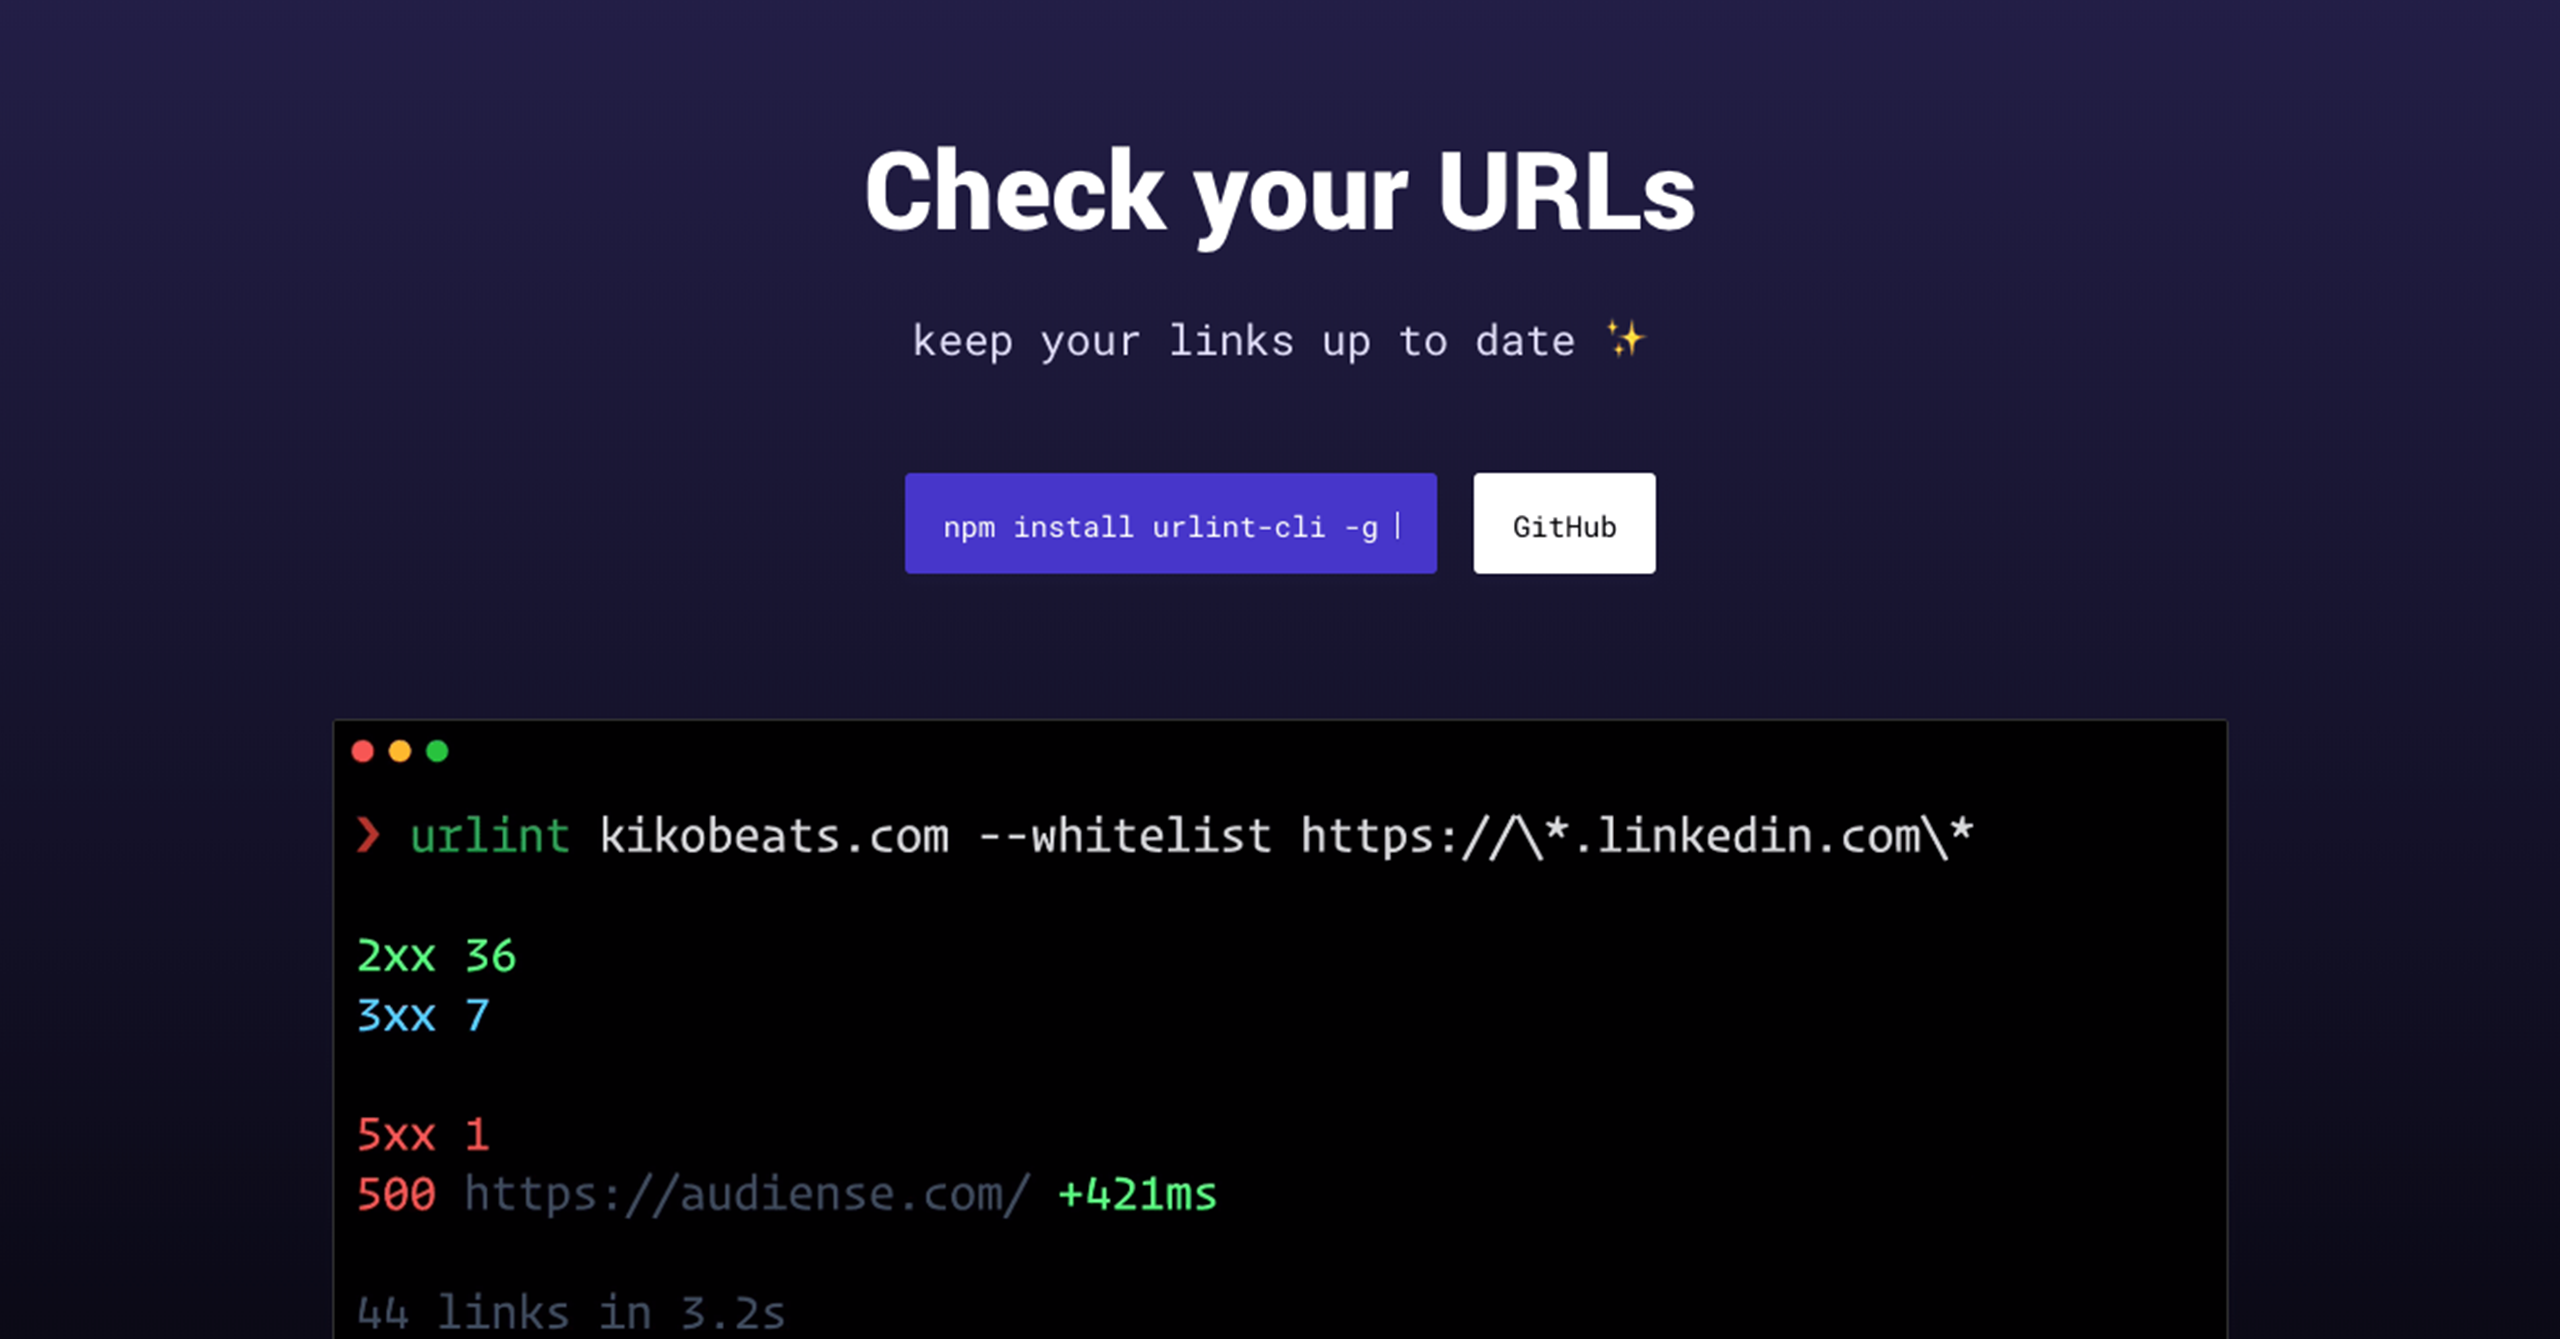 Check your URLs
keep your links up to date ✨
npm install urlint-cli -g |
GitHub
❯ urlint kikobeats.com --whitelist https://\*.linkedin.com\*
2xx 36
3xx 7
5xx 1
500 https://audiense.com/ +421ms
44 links in 3.2s